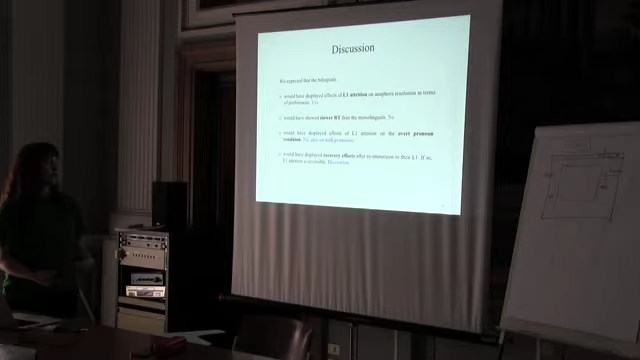 Discussion
We expected that the bilinguals
would have displayed effects of L1 attrition on anaphora resolution in terms
of preferences. Yes
would have showed slower RT than the monolinguals. No
would have displayed effects of L1 attrition on the overt pronoun
condition No, also on null pronouns
would have displayed recovery effects after re-immersion to their L1. If so,
L1 attrition is reversible. Discussion